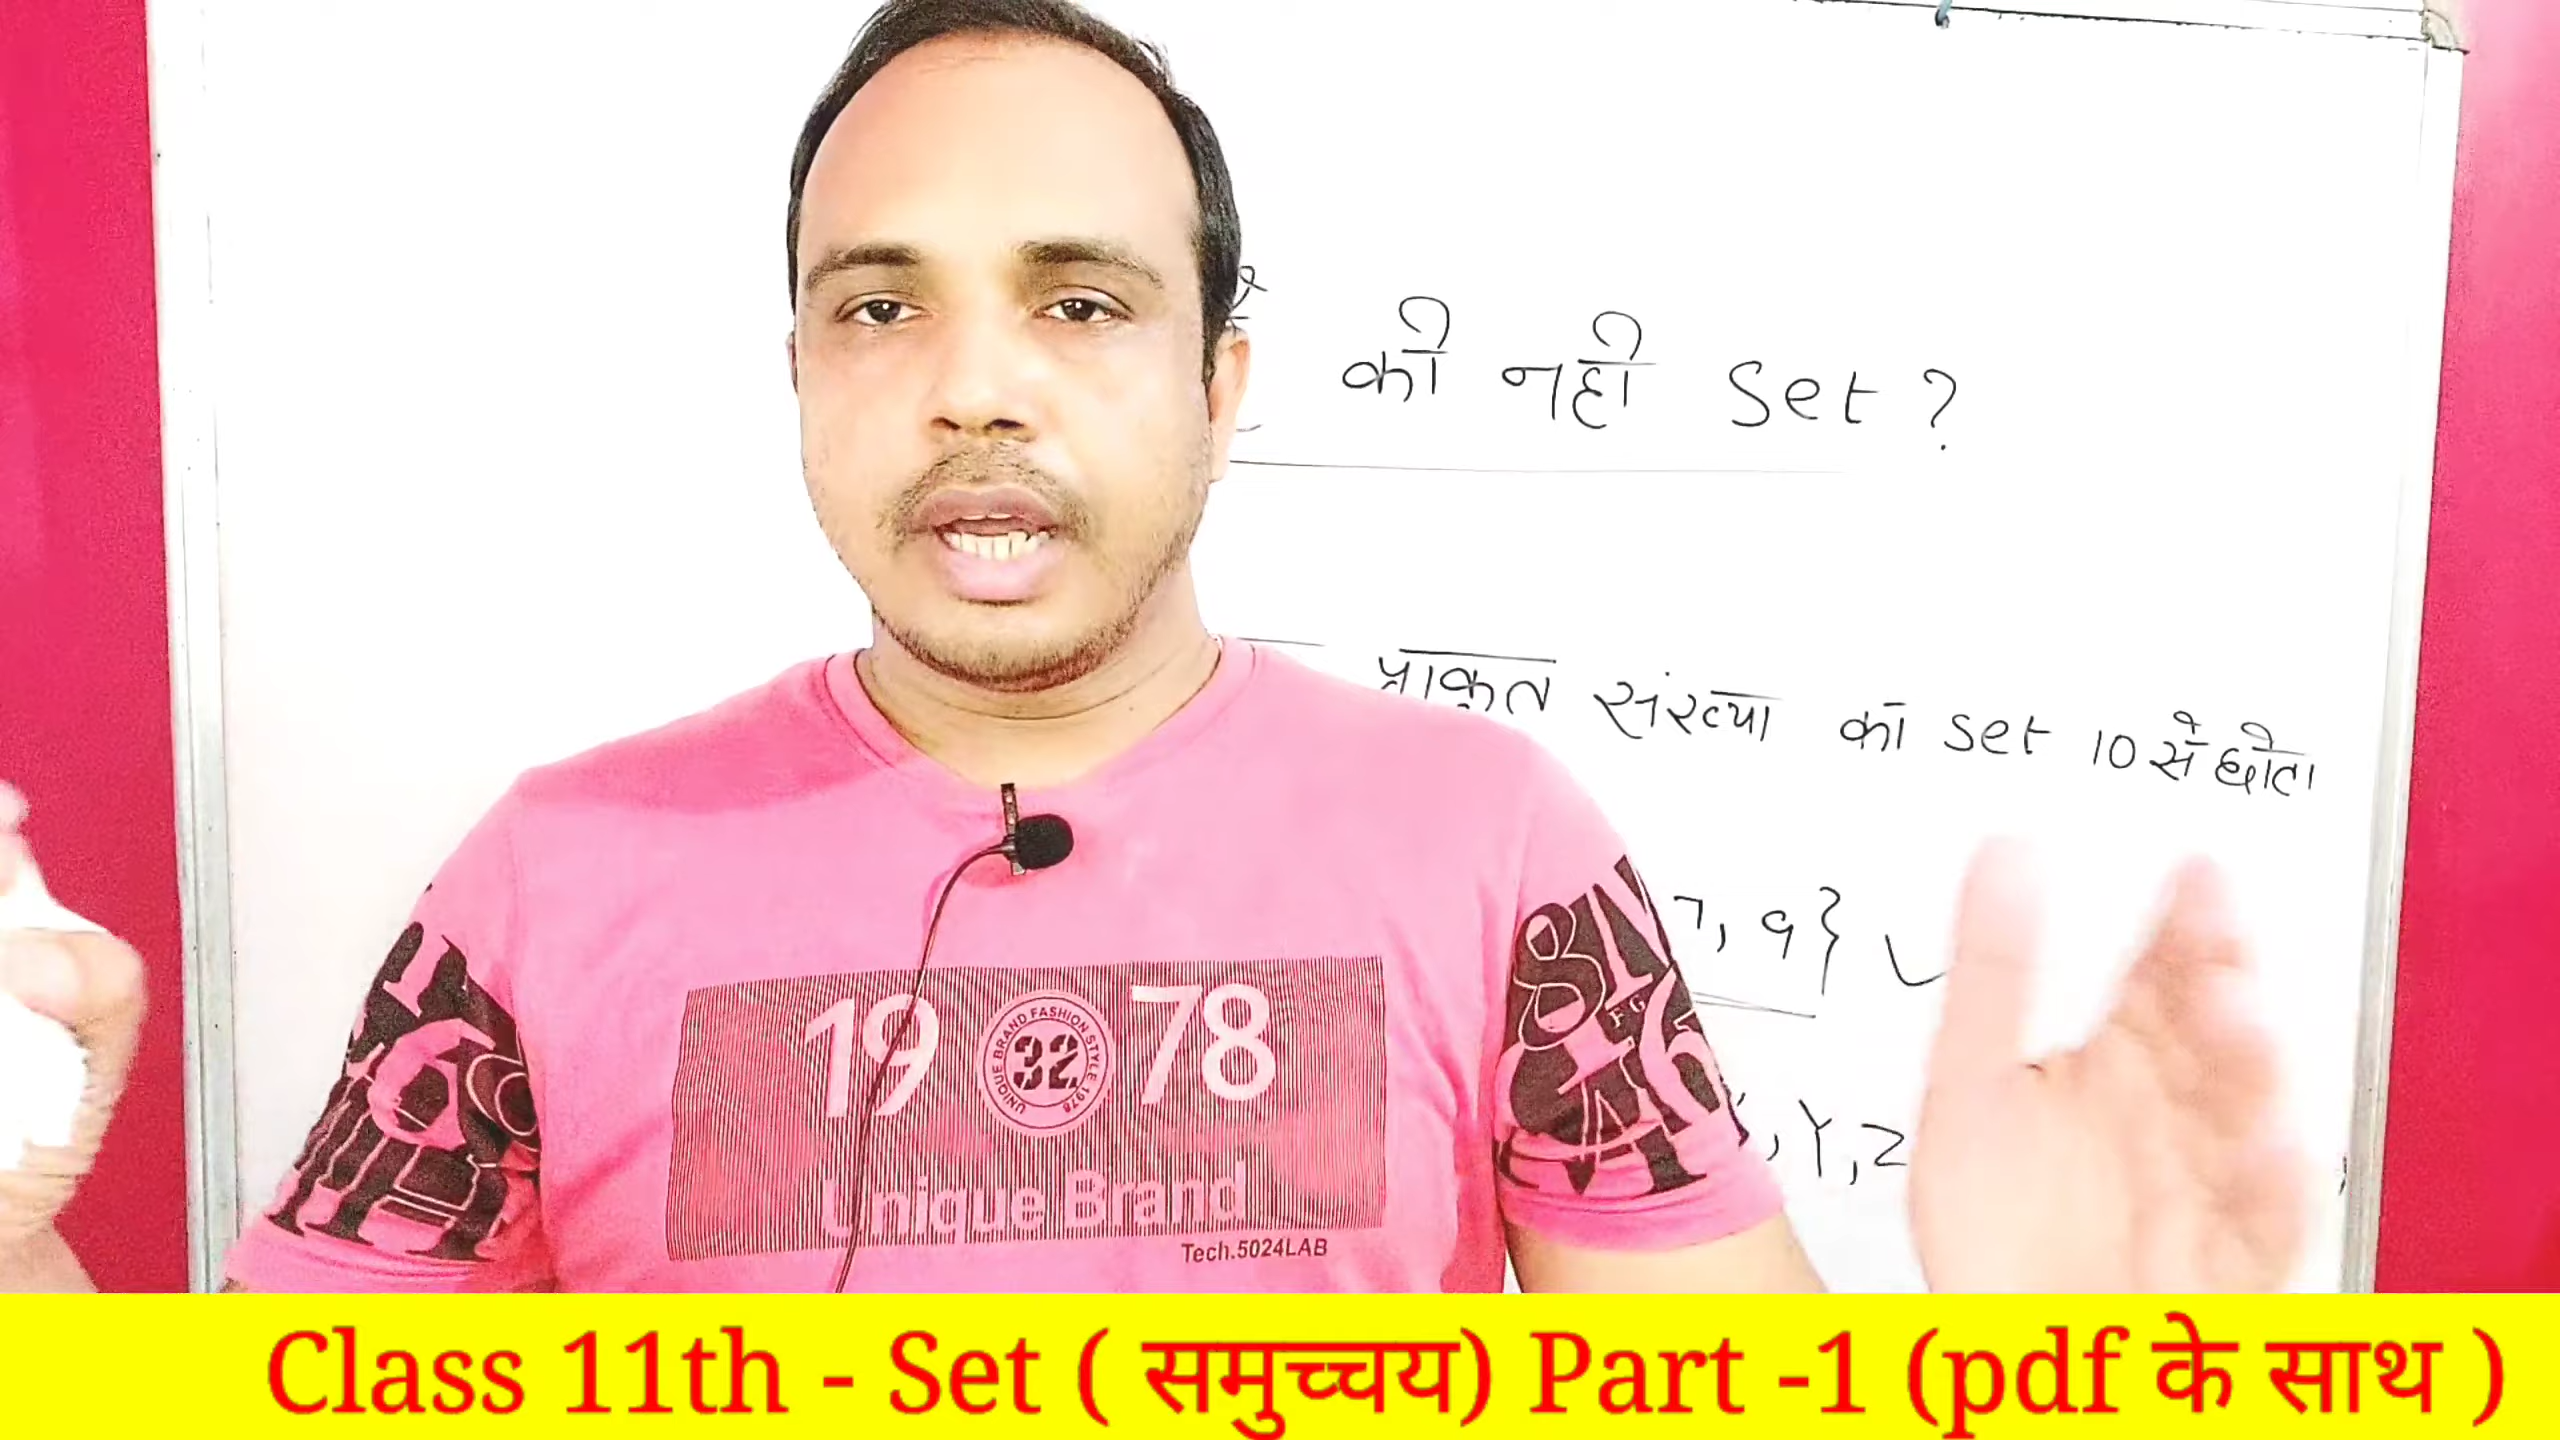 की नही Set ?
प्राकृत संख्या का set 10 से छोटा
7, 9}
, Y, Z
19 78
UNIQUE BRAND FASHION STYLE 1978
32
Unique Brand
Tech.5024LAB
Class 11th - Set ( समुच्चय) Part -1 (pdf के साथ )